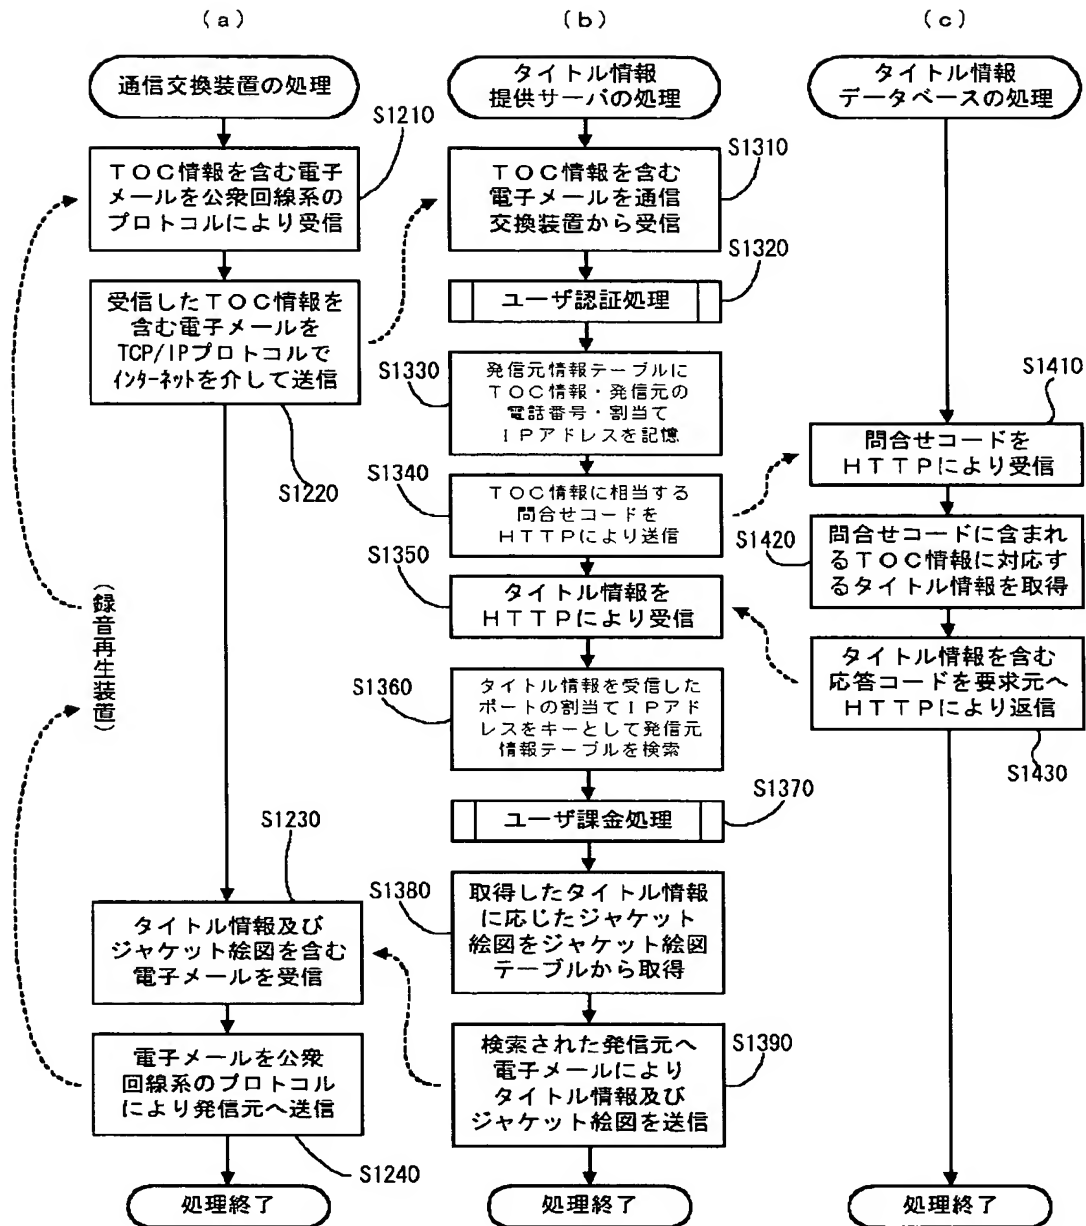 (a)
通信交換装置の処理
S1210
TOC情報を含む電子
メールを公衆回線系の
プロトコルにより受信
受信したTOC情報を
含む電子メールを
TCP/IPプロトコルで
インターネットを介して送信
S1220
(録音再生装置)
S1230
タイトル情報及び
ジャケット絵図を含む
電子メールを受信
電子メールを公衆
回線系のプロトコル
により発信元へ送信
S1240
処理終了
(b)
タイトル情報
提供サーバの処理
S1310
TOC情報を含む
電子メールを通信
交換装置から受信
S1320
ユーザ認証処理
S1330
発信元情報テーブルに
TOC情報・発信元の
電話番号・割当て
IPアドレスを記憶
S1340
TOC情報に相当する
問合せコードを
HTTPにより送信
S1350
タイトル情報を
HTTPにより受信
S1360
タイトル情報を受信した
ポートの割当てIPアド
レスをキーとして発信元
情報テーブルを検索
S1370
ユーザ課金処理
S1380
取得したタイトル情報
に応じたジャケット
絵図をジャケット絵図
テーブルから取得
検索された発信元へ
電子メールにより
タイトル情報及び
ジャケット絵図を送信
S1390
処理終了
(c)
タイトル情報
データベースの処理
S1410
問合せコードを
HTTPにより受信
S1420
問合せコードに含まれ
るTOC情報に対応す
るタイトル情報を取得
タイトル情報を含む
応答コードを要求元へ
HTTPにより返信
S1430
処理終了